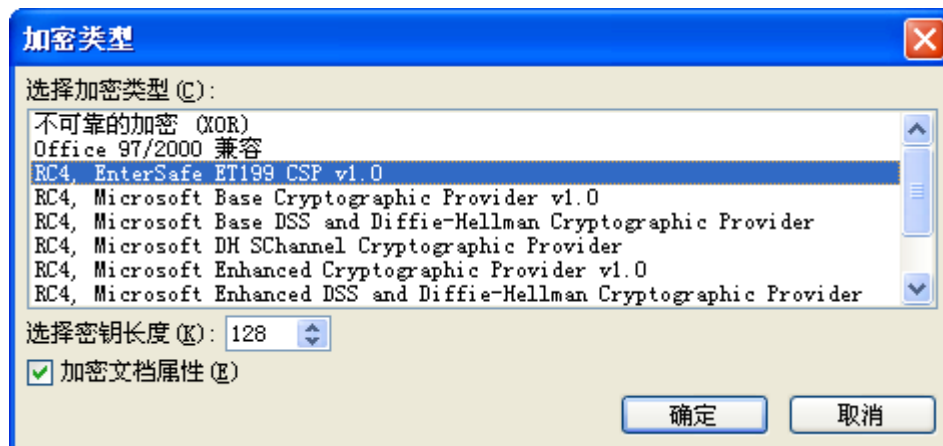 加密类型
选择加密类型(C):
不可靠的加密 (XOR)
Office 97/2000 兼容
RC4, EnterSafe ET199 CSP v1.0
RC4, Microsoft Base Cryptographic Provider v1.0
RC4, Microsoft Base DSS and Diffie-Hellman Cryptographic Provider
RC4, Microsoft DH SChannel Cryptographic Provider
RC4, Microsoft Enhanced Cryptographic Provider v1.0
RC4, Microsoft Enhanced DSS and Diffie-Hellman Cryptographic Provider
选择密钥长度(K): 128
加密文档属性(E)
确定 取消